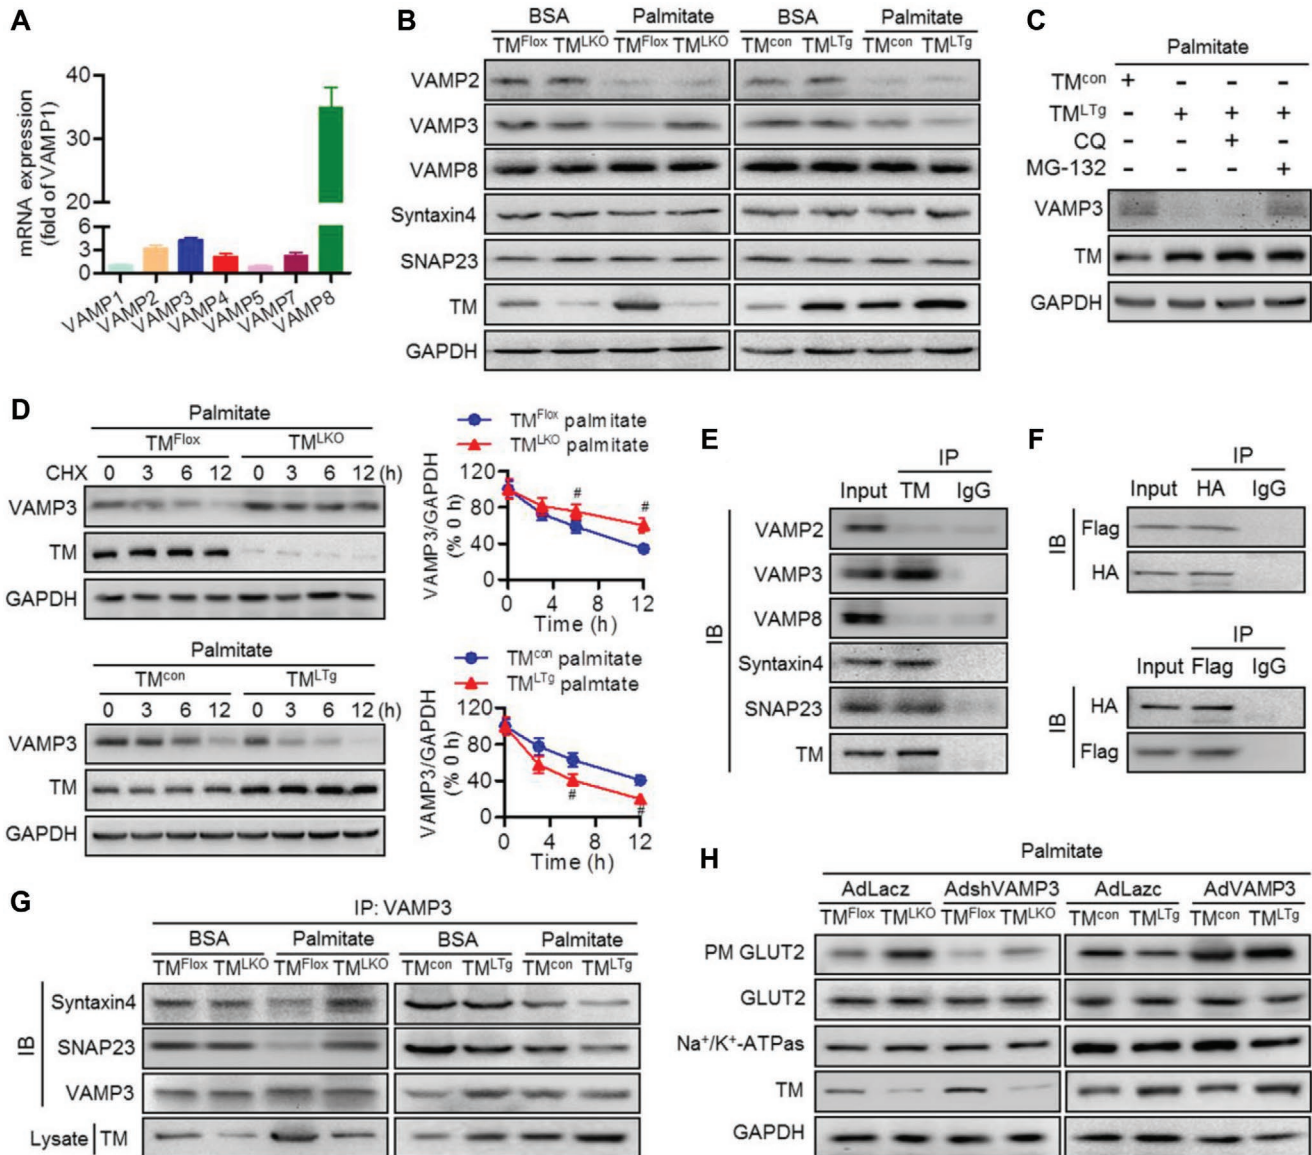 A
mRNA expression
(fold of VAMP1)
40
30
20
6
3
0
VAMP1
VAMP2
VAMP3
VAMP4
VAMP5
VAMP7
VAMP8
B
BSA Palmitate BSA Palmitate
TMFlox TMLKO TMFlox TMLKO TMcon TMLTg TMcon TMLTg
VAMP2
VAMP3
VAMP8
Syntaxin4
SNAP23
TM
GAPDH
C
Palmitate
TMcon + - - -
TMLTg - + + +
CQ - - + -
MG-132 - - - +
VAMP3
TM
GAPDH
D
Palmitate
TMFlox TMLKO
CHX 0 3 6 12 0 3 6 12 (h)
VAMP3
TM
GAPDH
TMFlox palmitate
TMLKO palmitate
VAMP3/GAPDH
(% 0 h)
120
80
40
0
# #
0 4 8 12
Time (h)
Palmitate
TMcon TMLTg
0 3 6 12 0 3 6 12 (h)
VAMP3
TM
GAPDH
TMcon palmitate
TMLTg palmtate
VAMP3/GAPDH
(% 0 h)
120
80
40
0
# #
0 4 8 12
Time (h)
E
IP
Input TM IgG
IB
VAMP2
VAMP3
VAMP8
Syntaxin4
SNAP23
TM
F
IP
Input HA IgG
IB
Flag
HA
IP
Input Flag IgG
IB
HA
Flag
G
IP: VAMP3
BSA Palmitate BSA Palmitate
TMFlox TMLKO TMFlox TMLKO TMcon TMLTg TMcon TMLTg
IB
Syntaxin4
SNAP23
VAMP3
Lysate TM
H
Palmitate
AdLacz AdshVAMP3 AdLazc AdVAMP3
TMFlox TMLKO TMFlox TMLKO TMcon TMLTg TMcon TMLTg
PM GLUT2
GLUT2
Na+/K+-ATPas
TM
GAPDH